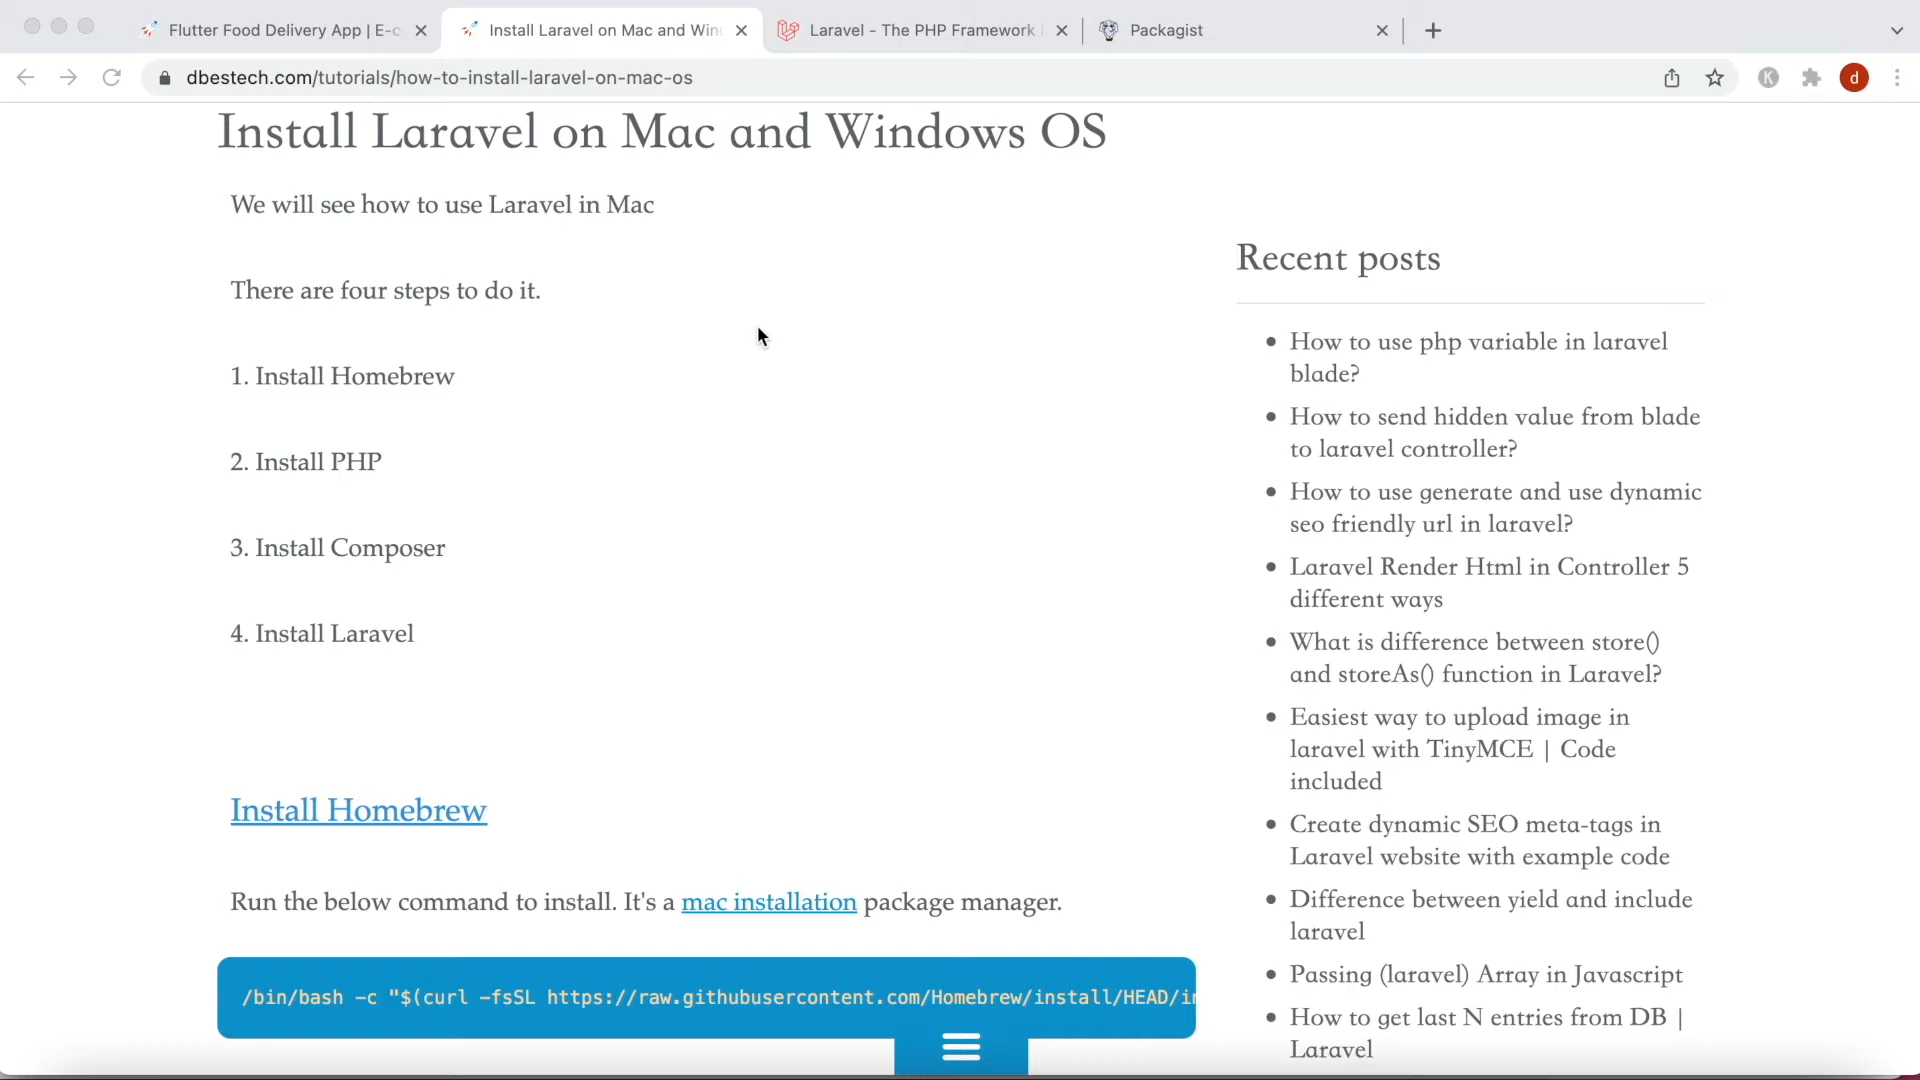 Flutter Food Delivery App | E-c
Install Laravel on Mac and Win
Laravel - The PHP Framework
Packagist
dbestech.com/tutorials/how-to-install-laravel-on-mac-os
K
d
Install Laravel on Mac and Windows OS
We will see how to use Laravel in Mac
There are four steps to do it.
1. Install Homebrew
2. Install PHP
3. Install Composer
4. Install Laravel
Install Homebrew
Run the below command to install. It's a mac installation package manager.
/bin/bash -c "$(curl -fsSL https://raw.githubusercontent.com/Homebrew/install/HEAD/in
Recent posts
How to use php variable in laravel
blade?
How to send hidden value from blade
to laravel controller?
How to use generate and use dynamic
seo friendly url in laravel?
Laravel Render Html in Controller 5
different ways
What is difference between store()
and storeAs() function in Laravel?
Easiest way to upload image in
laravel with TinyMCE | Code
included
Create dynamic SEO meta-tags in
Laravel website with example code
Difference between yield and include
laravel
Passing (laravel) Array in Javascript
How to get last N entries from DB |
Laravel